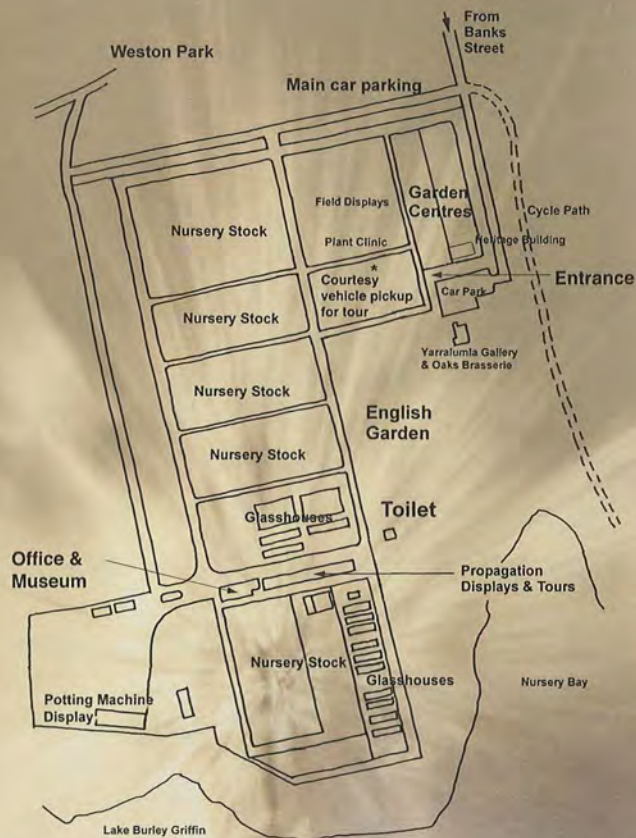 From
Banks
Street
Weston Park
Main car parking
Field Displays
Garden
Centres
Nursery Stock
Cycle Path
Plant Clinic
Heritage Building
*
Courtesy
vehicle pickup
for tour
Entrance
Car Park
Nursery Stock
Yarralumla Gallery
& Oaks Brasserie
Nursery Stock
English
Garden
Nursery Stock
Glasshouses
Toilet
Office &
Museum
Propagation
Displays & Tours
Nursery Stock
Glasshouses
Nursery Bay
Potting Machine
Display
Lake Burley Griffin